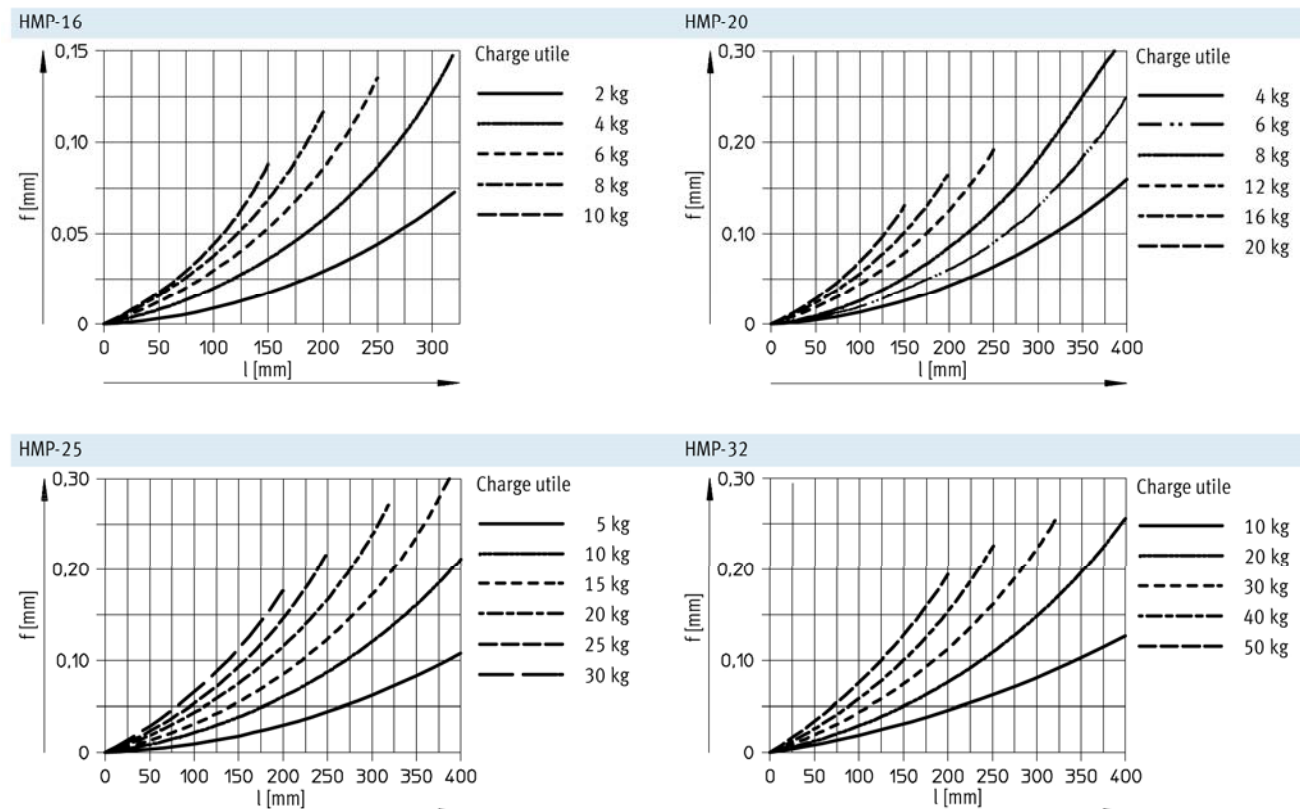 HMP-16
0,15
0,10
0,05
0
f [mm]
0 50 100 150 200 250 300
l [mm]
Charge utile
2 kg
4 kg
6 kg
8 kg
10 kg
HMP-20
0,30
0,20
0,10
0
f [mm]
0 50 100 150 200 250 300 350 400
l [mm]
Charge utile
4 kg
6 kg
8 kg
12 kg
16 kg
20 kg
HMP-25
0,30
0,20
0,10
0
f [mm]
0 50 100 150 200 250 300 350 400
l [mm]
Charge utile
5 kg
10 kg
15 kg
20 kg
25 kg
30 kg
HMP-32
0,30
0,20
0,10
0
f [mm]
0 50 100 150 200 250 300 350 400
l [mm]
Charge utile
10 kg
20 kg
30 kg
40 kg
50 kg